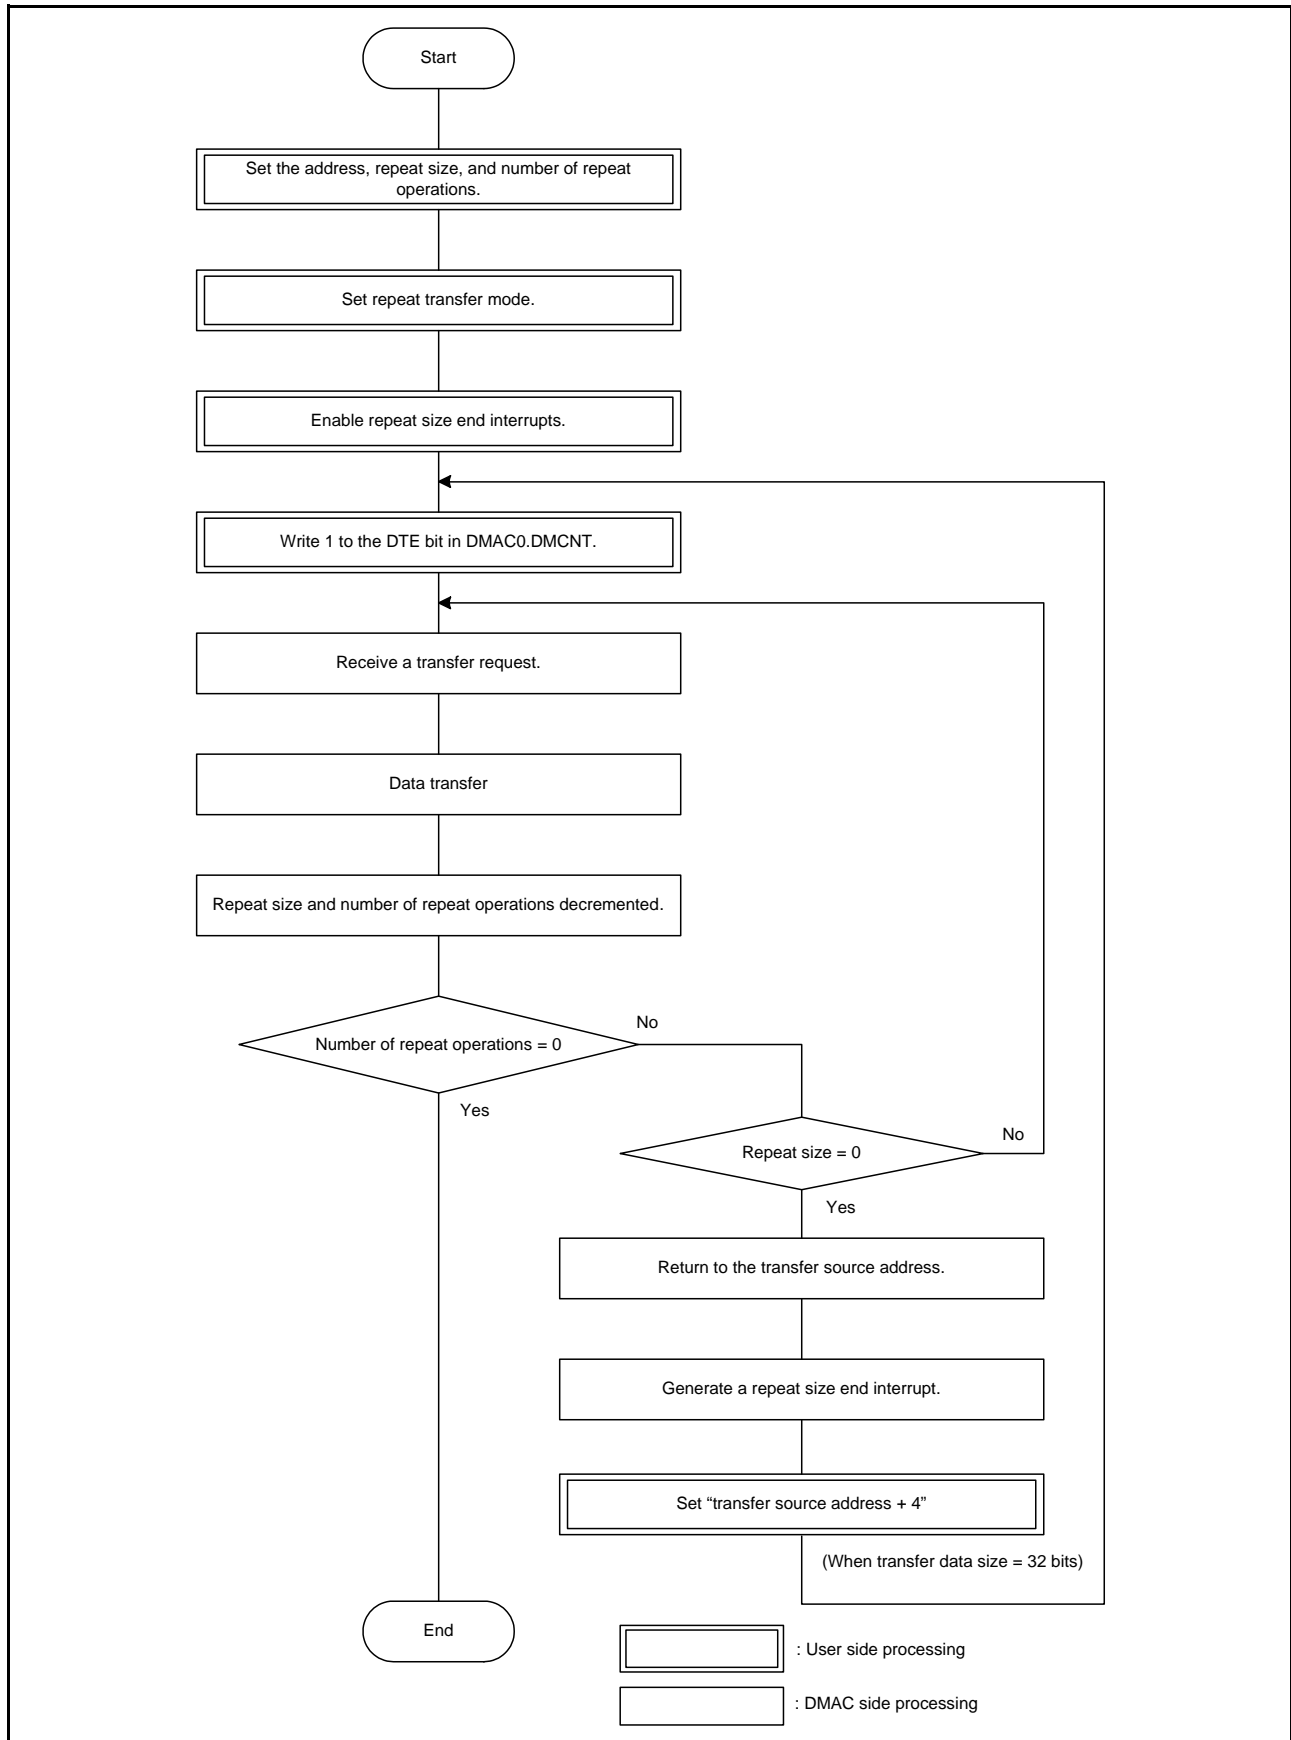 Start
Set the address, repeat size, and number of repeat
operations.
Set repeat transfer mode.
Enable repeat size end interrupts.
Write 1 to the DTE bit in DMAC0.DMCNT.
Receive a transfer request.
Data transfer
Repeat size and number of repeat operations decremented.
No
Number of repeat operations = 0
Yes
No
Repeat size = 0
Yes
Return to the transfer source address.
Generate a repeat size end interrupt.
Set “transfer source address + 4”
(When transfer data size = 32 bits)
End
: User side processing
: DMAC side processing